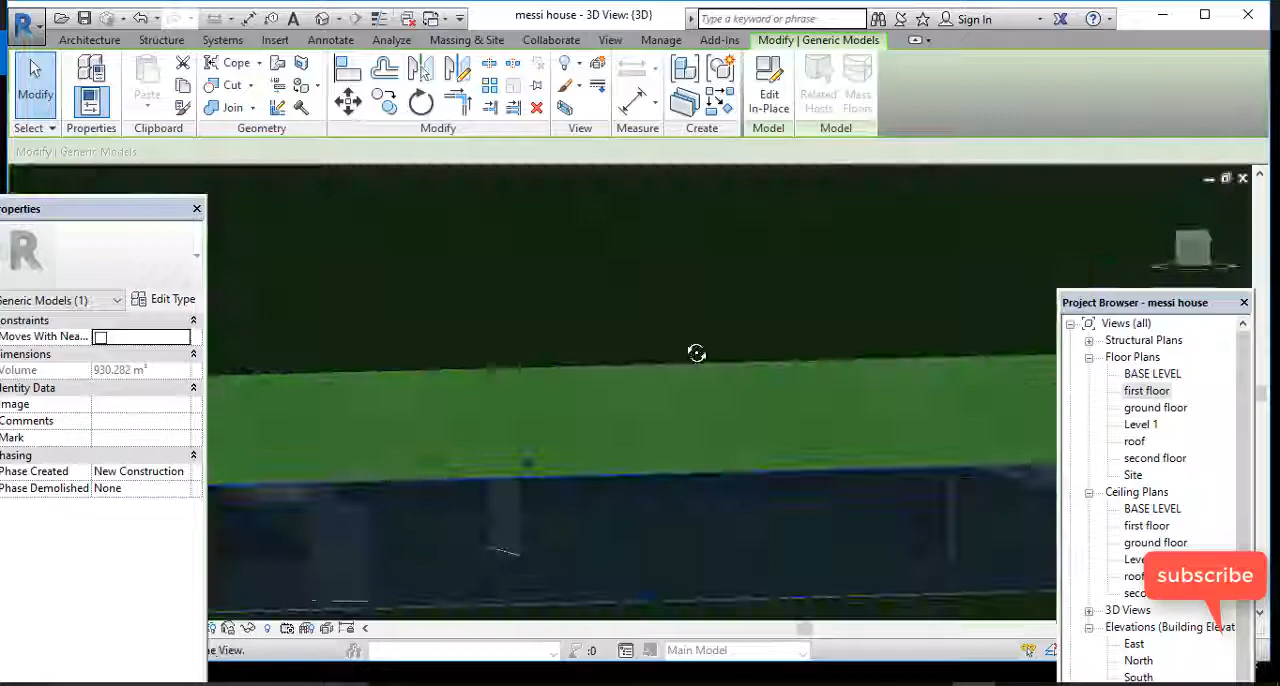 messi house - 3D View: {3D}
Type a keyword or phrase
Sign In
Architecture Structure Systems Insert Annotate Analyze Massing & Site Collaborate View Manage Add-Ins Modify | Generic Models
Modify
Paste
Cope
Cut
Join
Edit
In-Place
Related
Hosts
Mass
Floors
Select Properties Clipboard Geometry Modify View Measure Create Model Model
Modify | Generic Models
roperties
Generic Models (1)
Edit Type
onstraints
Moves With Nea...
imensions
Volume 930.282 m³
dentity Data
mage
Comments
Mark
hasing
Phase Created New Construction
Phase Demolished None
Project Browser - messi house
Views (all)
Structural Plans
Floor Plans
BASE LEVEL
first floor
ground floor
Level 1
roof
second floor
Site
Ceiling Plans
BASE LEVEL
first floor
ground floor
Leve
roof
seco
3D Views
Elevations (Building Elevat
East
North
South
subscribe
ne View.
:0
Main Model